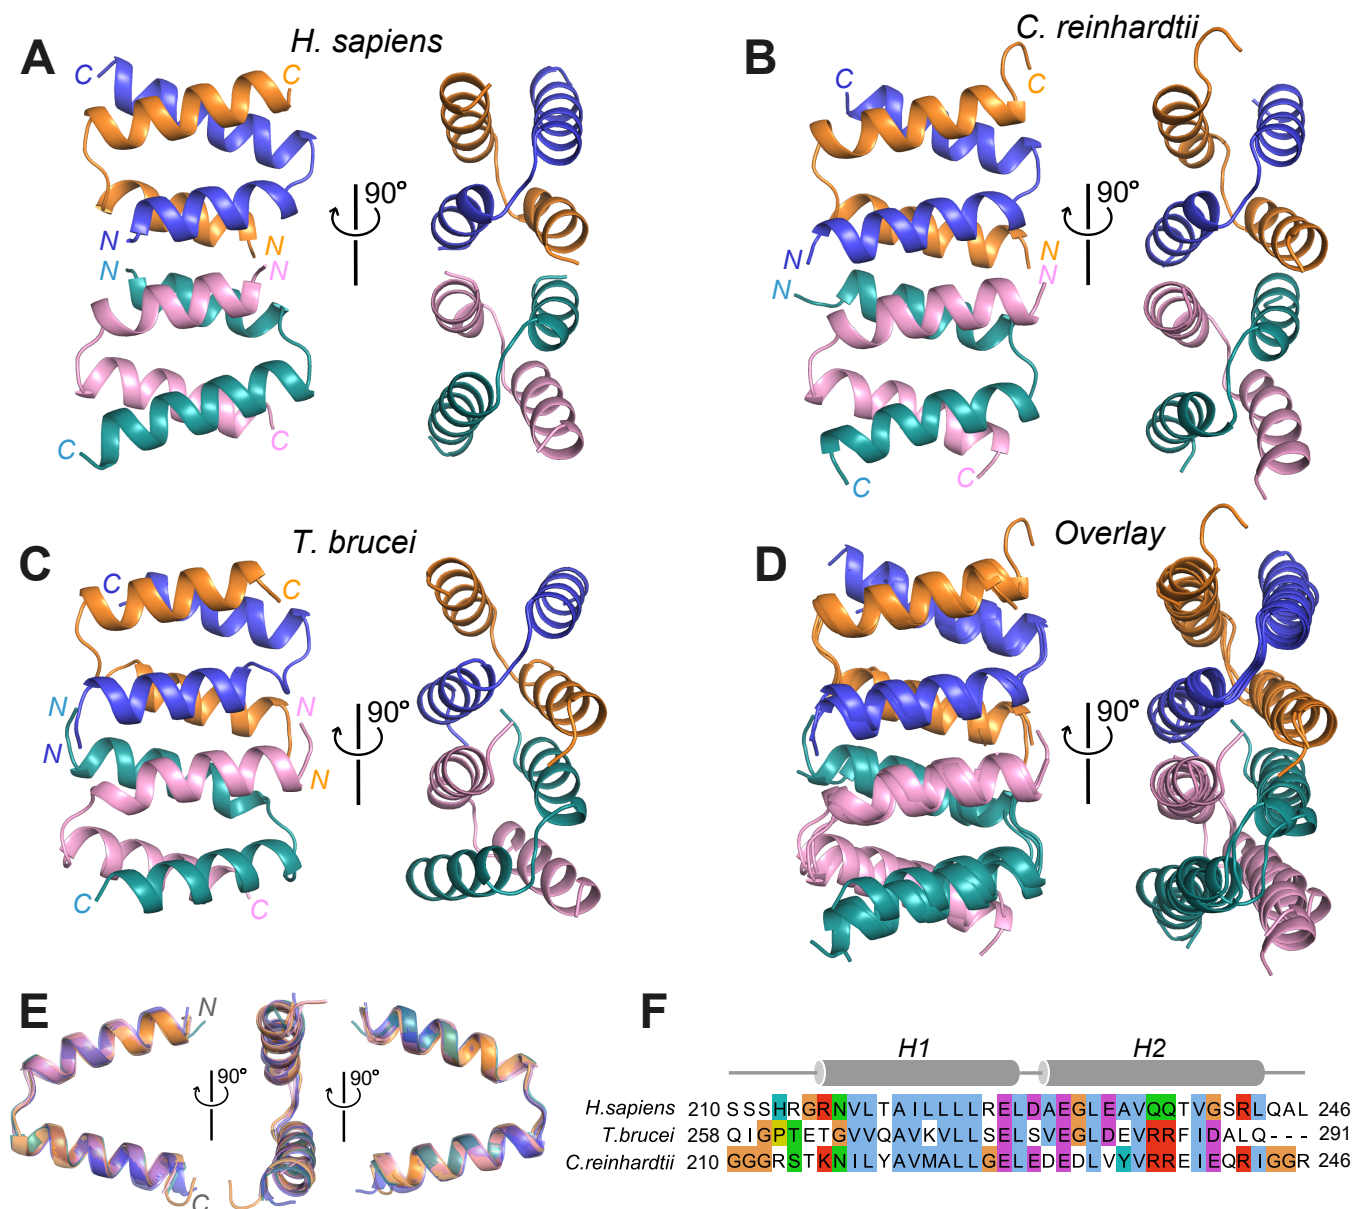 A
H. sapiens
C
C
90°
N
N
N
N
C
C
B
C. reinhardtii
C
C
90°
N
N
N
N
C
C
C
T. brucei
C
C
N
N
90°
N
N
C
C
D
Overlay
90°
E
N
90°
90°
C
F
H1 H2
H.sapiens 210 SSSHRGRNVLTAILLLLRELDAEGLEAVQQTVGSRLQAL 246
T.brucei 258 QIGPTETGVVQAVKVLLSELSVEGLDEVRRFIDALQ--- 291
C.reinhardtii 210 GGGRSTKNILYAVMALLGELEDEDLVYVRREIEQRIGGR 246